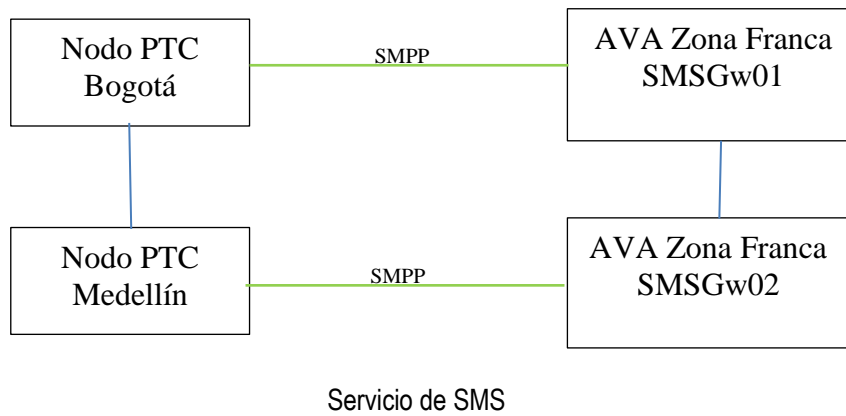 Nodo PTC
Bogotá
SMPP
AVA Zona Franca
SMSGw01
Nodo PTC
Medellín
SMPP
AVA Zona Franca
SMSGw02
Servicio de SMS